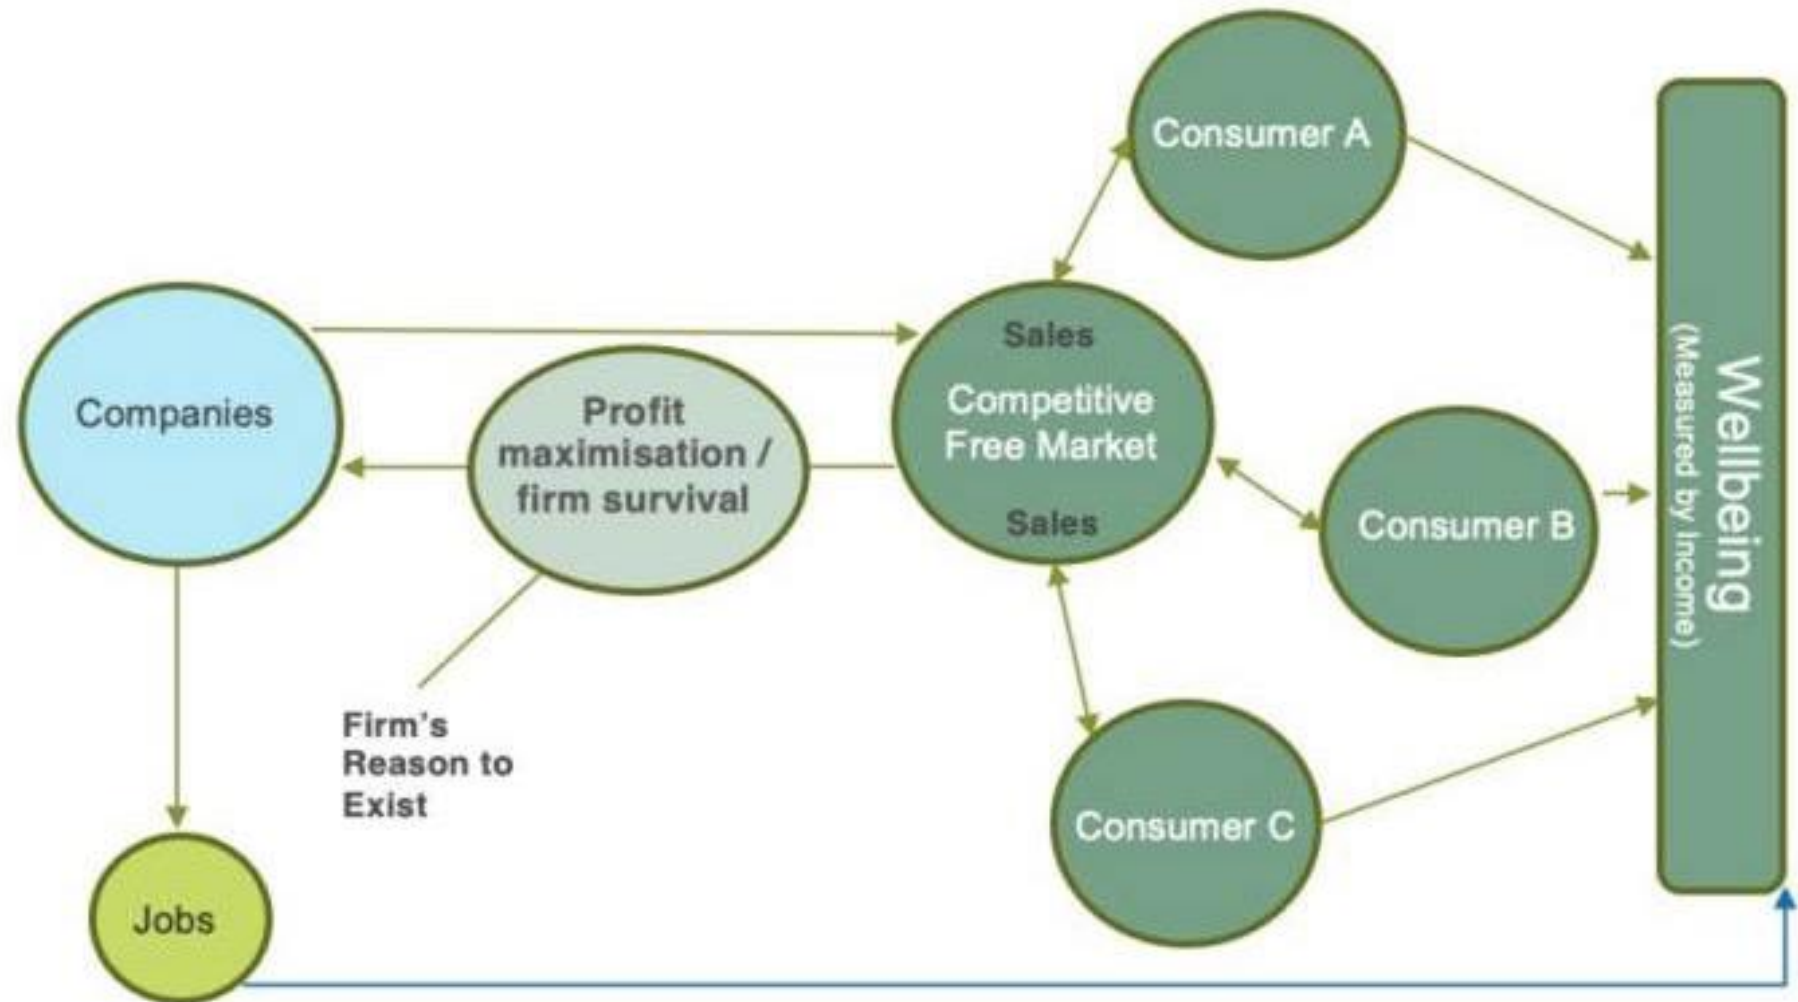 Companies
Profit
maximisation /
firm survival
Sales
Competitive
Free Market
Sales
Consumer A
Consumer B
Consumer C
Wellbeing
(Measured by Income)
Firm's
Reason to
Exist
Jobs